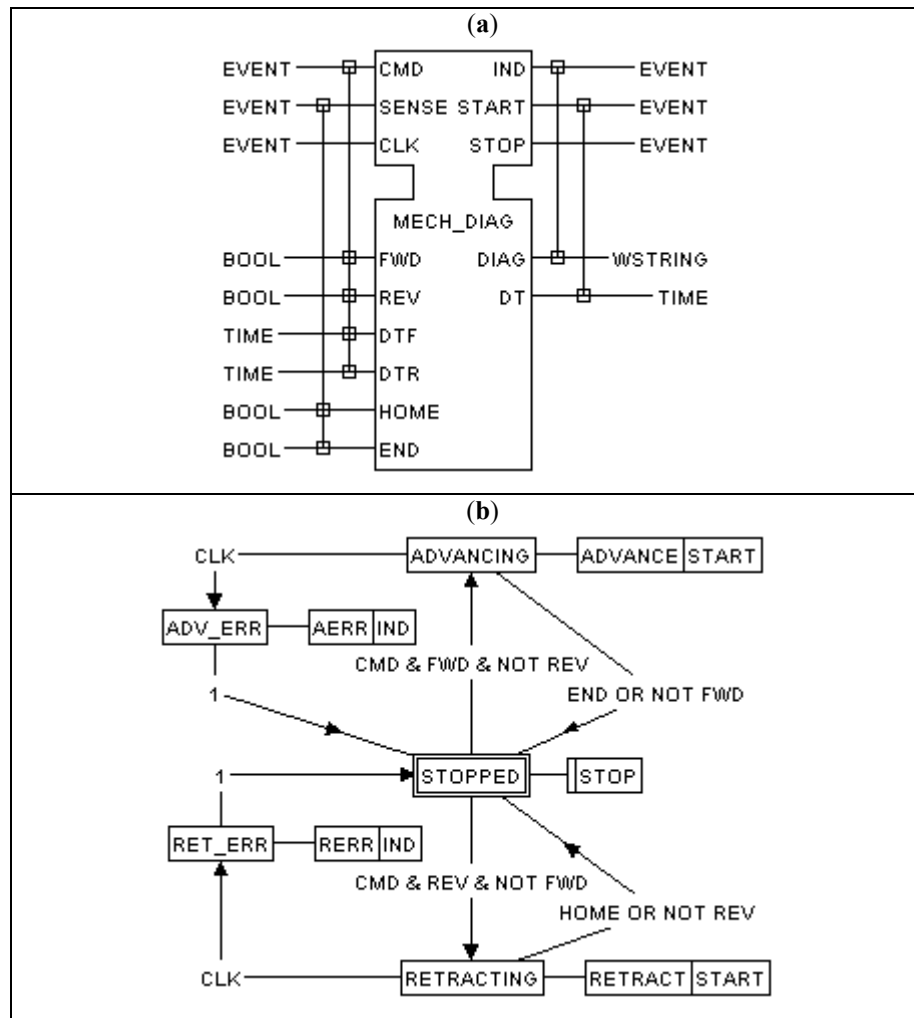 (a)
EVENT CMD IND EVENT
EVENT SENSE START EVENT
EVENT CLK STOP EVENT
MECH_DIAG
BOOL FWD DIAG WSTRING
BOOL REV DT TIME
TIME DTF
TIME DTR
BOOL HOME
BOOL END
(b)
CLK ADVANCING ADVANCE START
ADV_ERR AERR IND
CMD & FWD & NOT REV
1 END OR NOT FWD
1 STOPPED STOP
RET_ERR RERR IND
CMD & REV & NOT FWD
HOME OR NOT REV
CLK RETRACTING RETRACT START